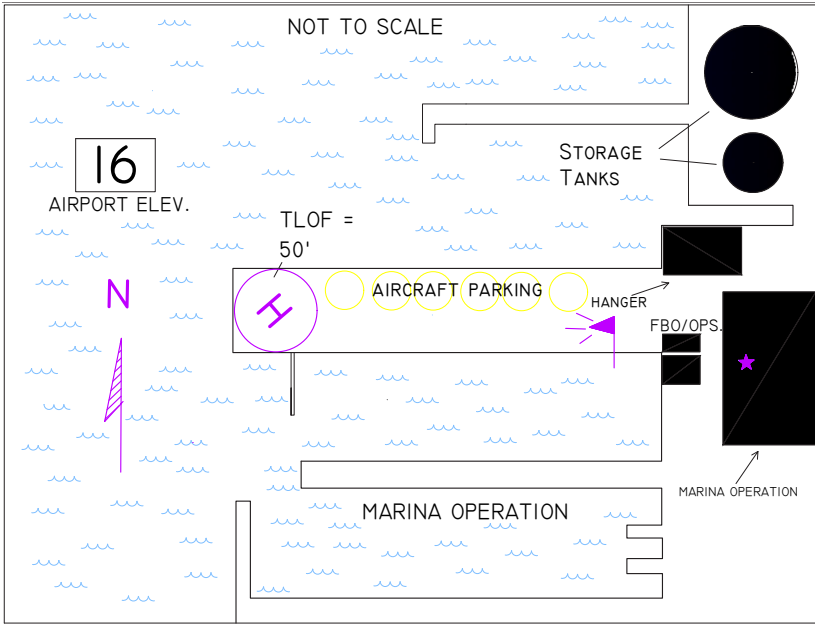 NOT TO SCALE
STORAGE
TANKS
16
AIRPORT ELEV.
TLOF =
50'
N
H
AIRCRAFT PARKING
HANGER
FBO/OPS.
MARINA OPERATION
MARINA OPERATION